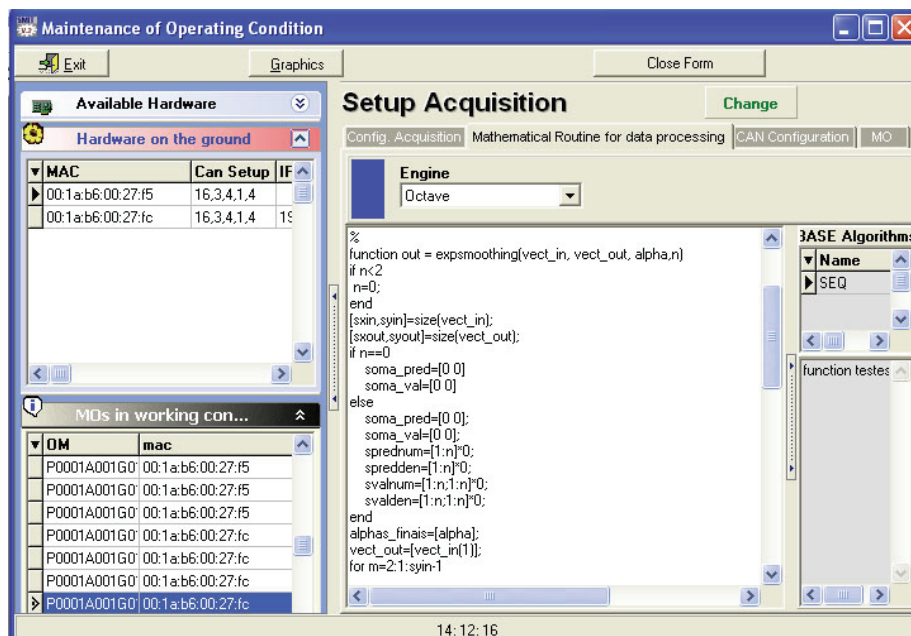 Maintenance of Operating Condition
Exit
Graphics
Close Form
Available Hardware
Hardware on the ground
MAC Can Setup IF
00:1a:b6:00:27:f5 16,3,4,1,4
00:1a:b6:00:27:fc 16,3,4,1,4 19
MOs in working con...
OM mac
P0001A001G0 00:1a:b6:00:27:f5
P0001A001G0 00:1a:b6:00:27:f5
P0001A001G0 00:1a:b6:00:27:f5
P0001A001G0 00:1a:b6:00:27:fc
P0001A001G0 00:1a:b6:00:27:fc
P0001A001G0 00:1a:b6:00:27:fc
P0001A001G0 00:1a:b6:00:27:fc
Setup Acquisition
Change
Config. Acquisition Mathematical Routine for data processing CAN Configuration MO
Engine
Octave
%
function out = expsmoothing(vect_in, vect_out, alpha,n)
if n<2
n=0;
end
[sxin,syin]=size(vect_in);
[sxout,syout]=size(vect_out);
if n==0
soma_pred=[0 0]
soma_val=[0 0]
else
soma_pred=[0 0];
soma_val=[0 0];
sprednum=[1:n]*0;
spredden=[1:n]*0;
svalnum=[1:n;1:n]*0;
svalden=[1:n;1:n]*0;
end
alphas_finais=[alpha];
vect_out=[vect_in(1)];
for m=2:1:syin-1
BASE Algorithms
Name
SEQ
function testes
14:12:16